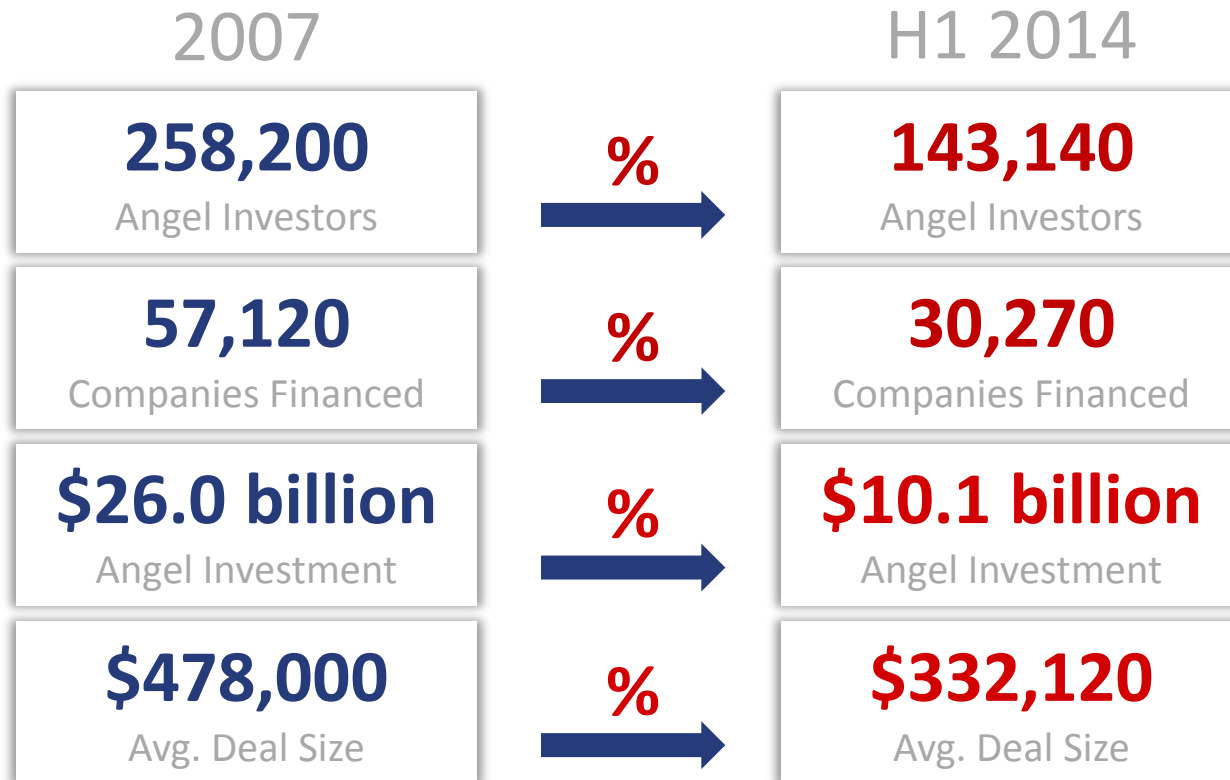 2007
H1 2014
258,200
Angel Investors
%
143,140
Angel Investors
57,120
Companies Financed
%
30,270
Companies Financed
$26.0 billion
Angel Investment
%
$10.1 billion
Angel Investment
$478,000
Avg. Deal Size
%
$332,120
Avg. Deal Size